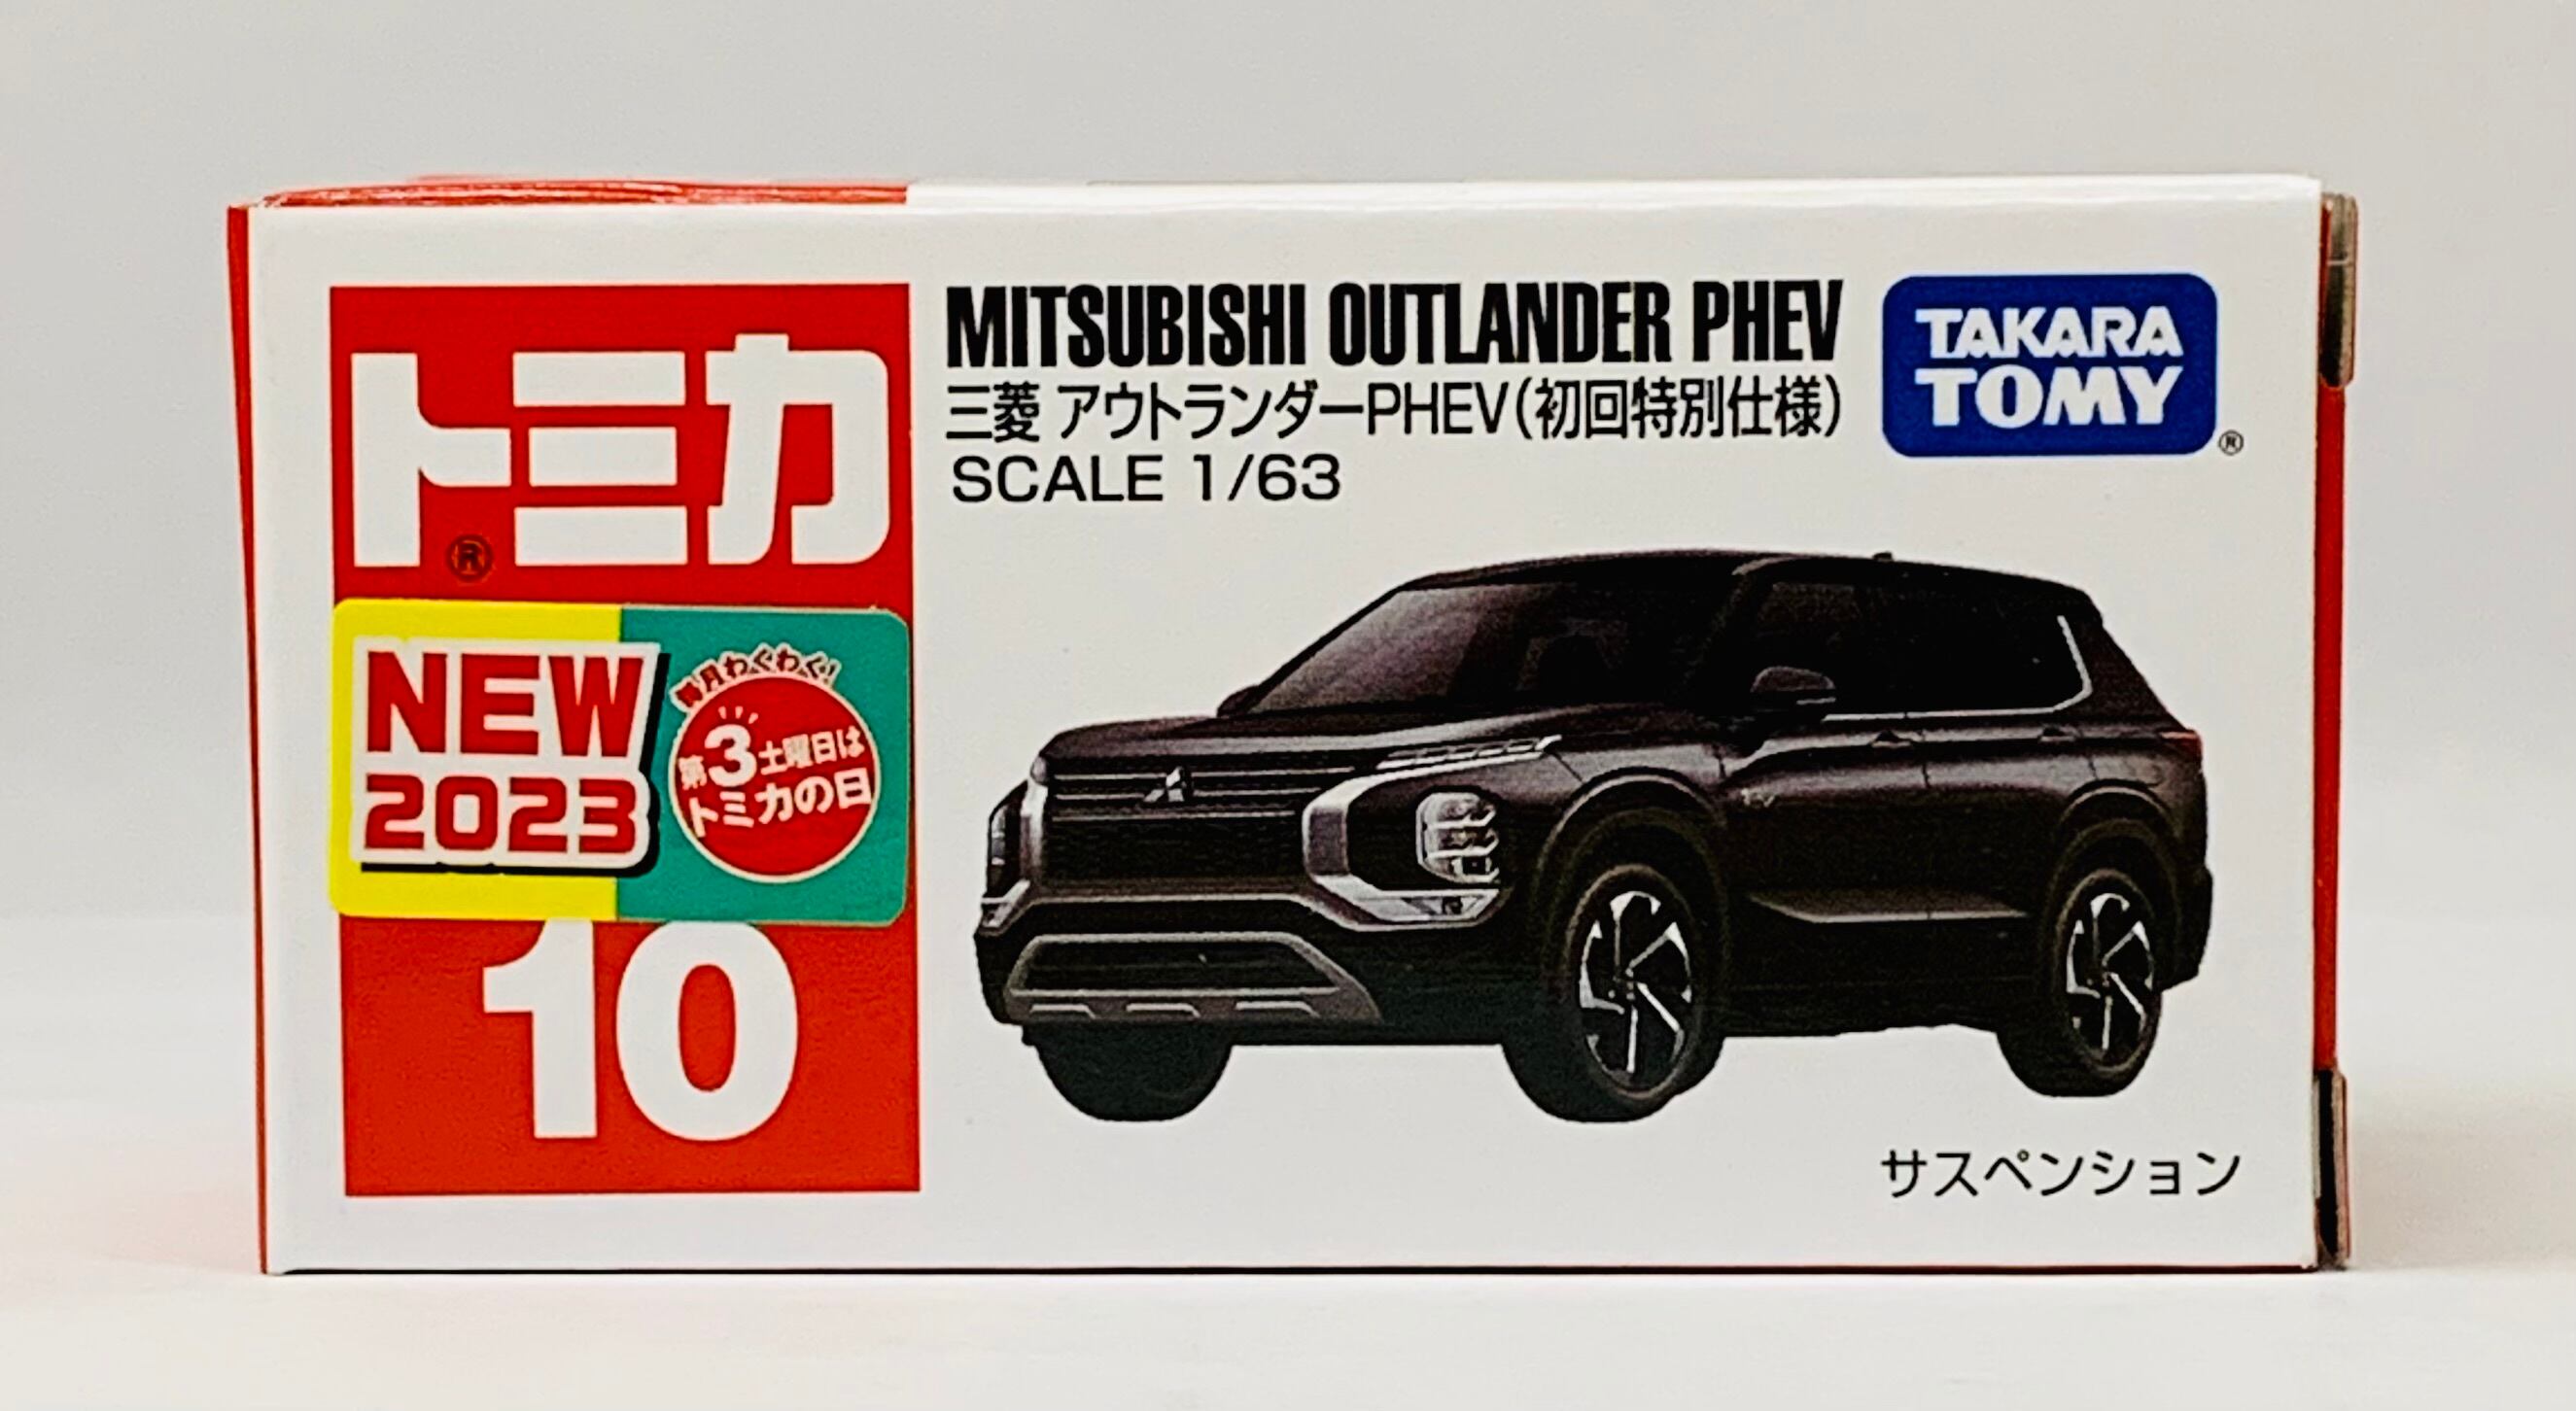 トミカ
®
NEW
2023
毎月わくわく!
第3土曜日は
トミカの日
10
MITSUBISHI OUTLANDER PHEV
三菱 アウトランダーPHEV(初回特別仕様)
SCALE 1/63
TAKARA
TOMY
®
サスペンション